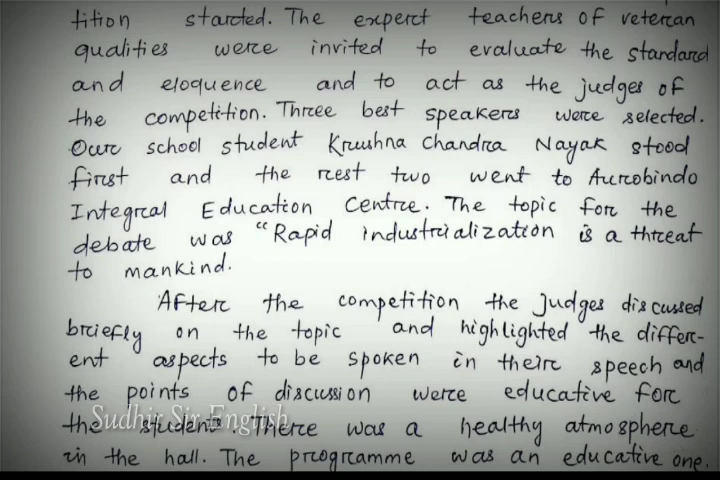 tition started. The expert teachers of veteran
qualities were invited to evaluate the standard
and eloquence and to act as the judges of
the competition. Three best speakers were selected.
Our school student Krushna Chandra Nayak stood
first and the rest two went to Aurobindo
Integral Education Centre. The topic for the
debate was "Rapid industrialization is a threat
to mankind.
After the competition the judges discussed
briefly on the topic and highlighted the differ-
ent aspects to be spoken in their speech and
the points of discussion were educative for
Sudhir Sir English
the student. There was a healthy atmosphere
in the hall. The programme was an educative one.